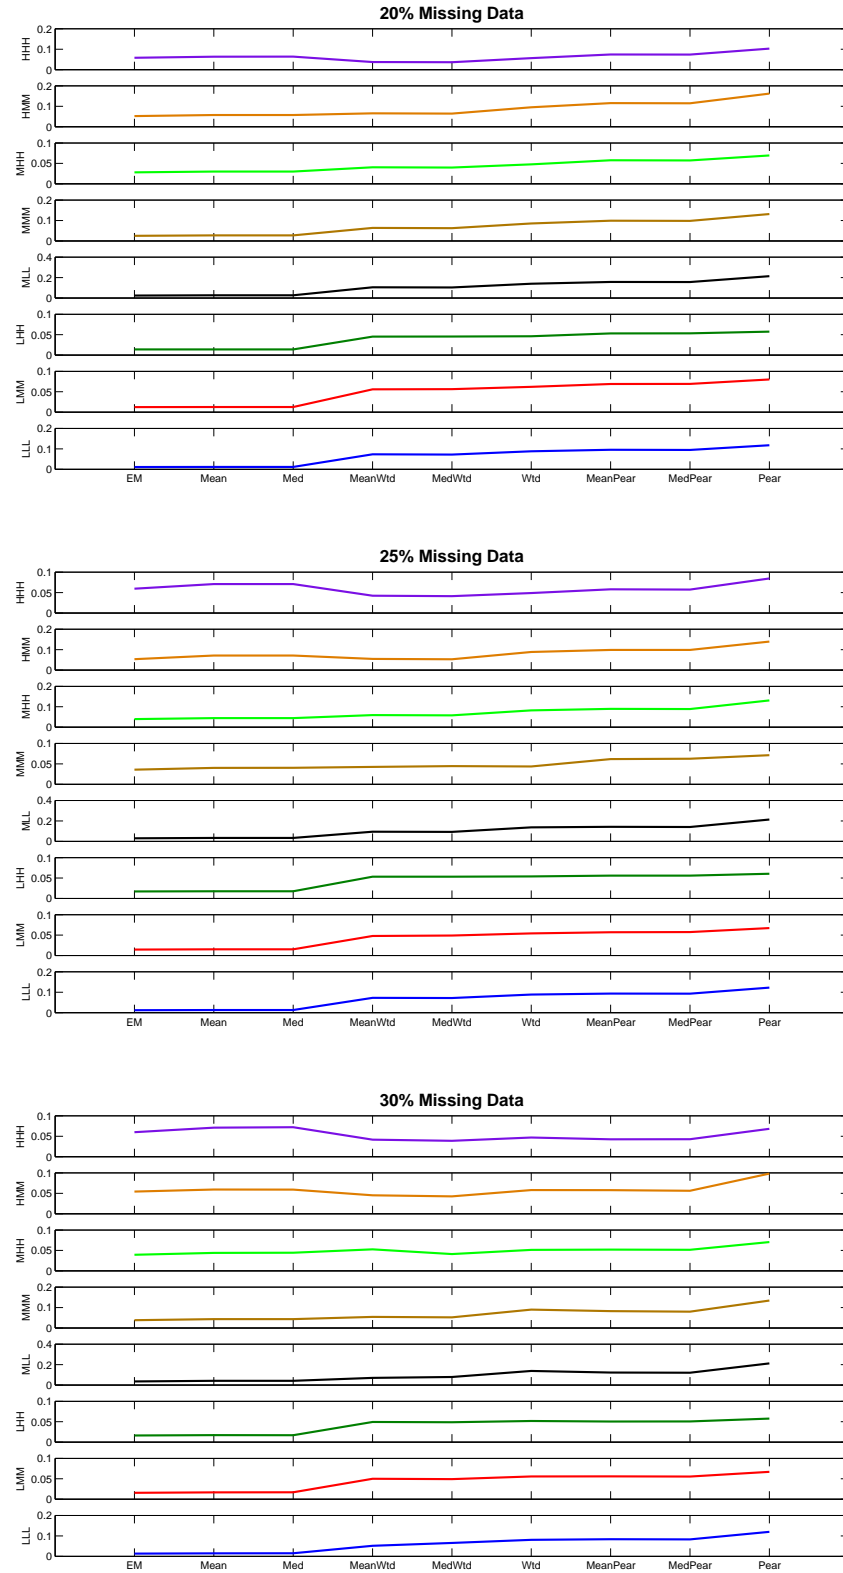 20% Missing Data
0.2
0.1
0
HHH
0.2
0.1
0
HMM
0.1
0.05
0
MHH
0.2
0.1
0
MMM
0.4
0.2
0
MLL
0.1
0.05
0
LHH
0.1
0.05
0
LMM
0.2
0.1
0
LLL
EM Mean Med MeanWtd MedWtd Wtd MeanPear MedPear Pear
25% Missing Data
0.1
0.05
0
HHH
0.2
0.1
0
HMM
0.2
0.1
0
MHH
0.1
0.05
0
MMM
0.4
0.2
0
MLL
0.1
0.05
0
LHH
0.1
0.05
0
LMM
0.2
0.1
0
LLL
EM Mean Med MeanWtd MedWtd Wtd MeanPear MedPear Pear
30% Missing Data
0.1
0.05
0
HHH
0.1
0.05
0
HMM
0.1
0.05
0
MHH
0.2
0.1
0
MMM
0.4
0.2
0
MLL
0.1
0.05
0
LHH
0.1
0.05
0
LMM
0.2
0.1
0
LLL
EM Mean Med MeanWtd MedWtd Wtd MeanPear MedPear Pear